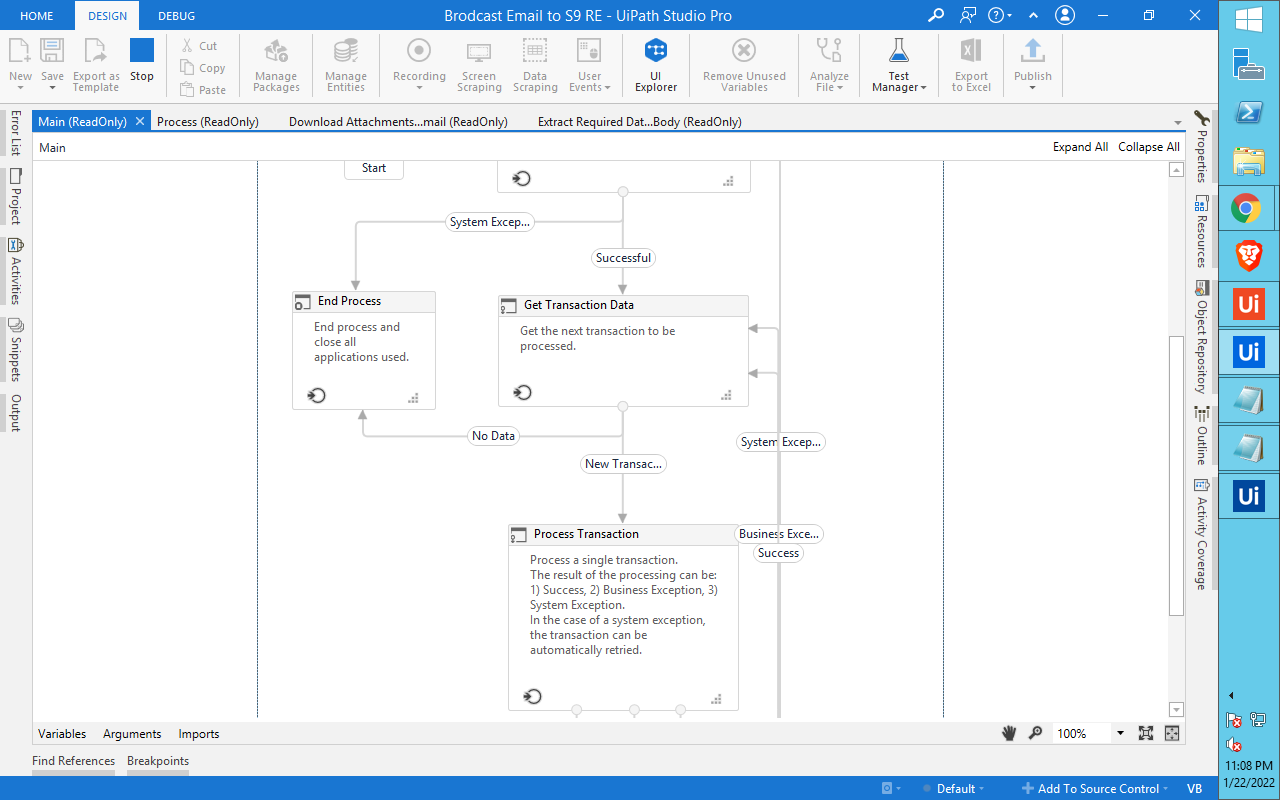 HOME
DESIGN
DEBUG
Brodcast Email to S9 RE - UiPath Studio Pro
New
Save
Export as
Template
Stop
Cut
Copy
Paste
Manage
Packages
Manage
Entities
Recording
Screen
Scraping
Data
Scraping
User
Events
UI
Explorer
Remove Unused
Variables
Analyze
File
Test
Manager
Export
to Excel
Publish
Main (ReadOnly)
Process (ReadOnly)
Download Attachments...mail (ReadOnly)
Extract Required Dat...Body (ReadOnly)
Main
Expand All
Collapse All
Error List
Project
Activities
Snippets
Output
Start
System Excep...
Successful
End Process
End process and
close all
applications used.
Get Transaction Data
Get the next transaction to be
processed.
No Data
System Excep...
New Transac...
Process Transaction
Process a single transaction.
The result of the processing can be:
1) Success, 2) Business Exception, 3)
System Exception.
In the case of a system exception,
the transaction can be
automatically retried.
Business Exce...
Success
Properties
Resources
Object Repository
Outline
Activity Coverage
Ui
Ui
Ui
Variables
Arguments
Imports
100%
Find References
Breakpoints
Default
Add To Source Control
VB
11:08 PM
1/22/2022